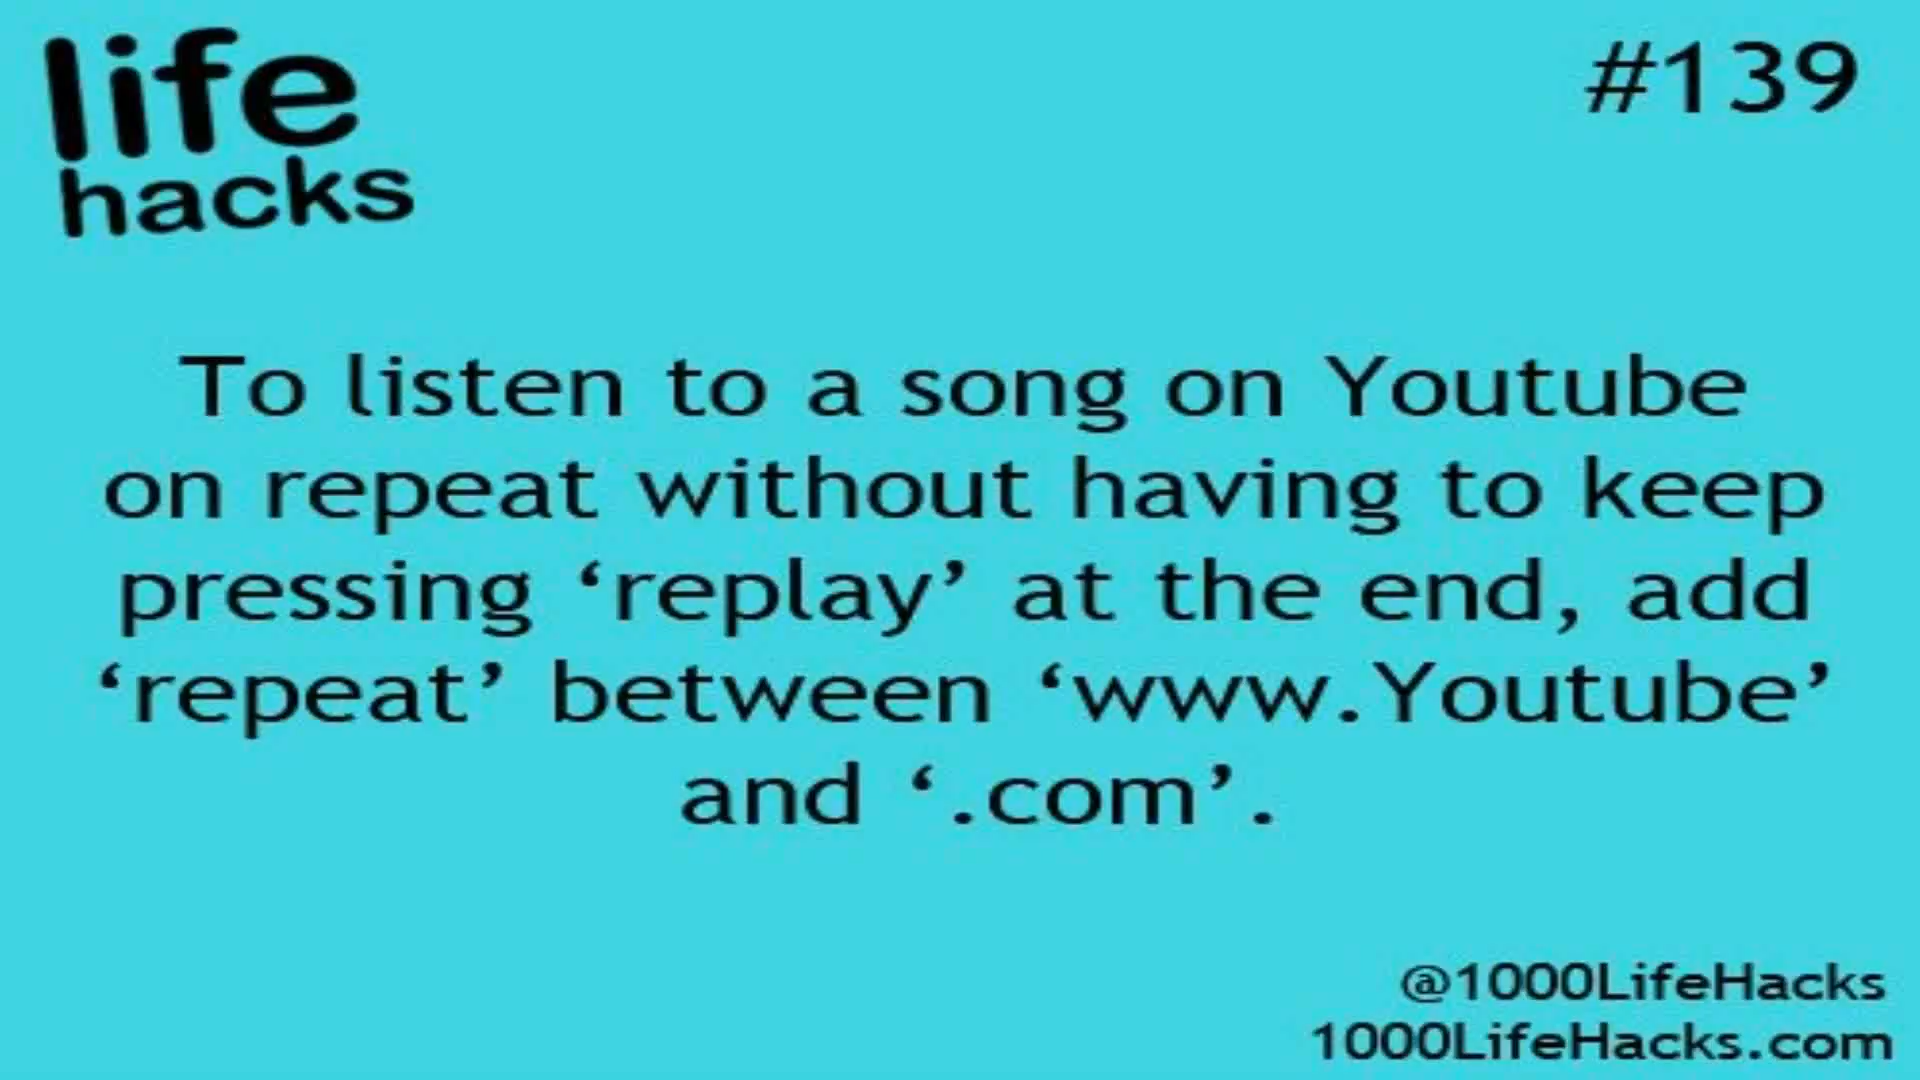 life
hacks
#139
To listen to a song on Youtube
on repeat without having to keep
pressing ‘replay’ at the end, add
‘repeat’ between ‘www.Youtube’
and ‘.com’.
@1000LifeHacks
1000LifeHacks.com